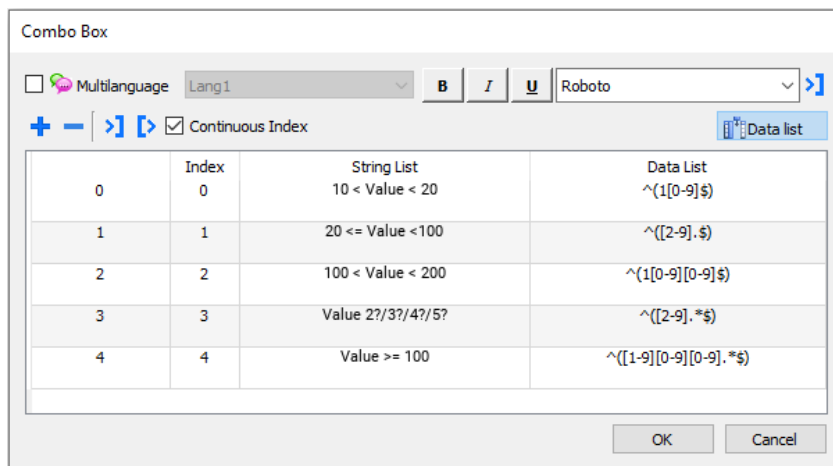 Combo Box
Multilanguage Lang1 B I U Roboto
Continuous Index Data list
Index String List Data List
0 0 10 < Value < 20 ^(1[0-9]$)
1 1 20 <= Value <100 ^([2-9].$)
2 2 100 < Value < 200 ^(1[0-9][0-9]$)
3 3 Value 2?/3?/4?/5? ^([2-9].*$)
4 4 Value >= 100 ^([1-9][0-9][0-9].*$)
OK Cancel